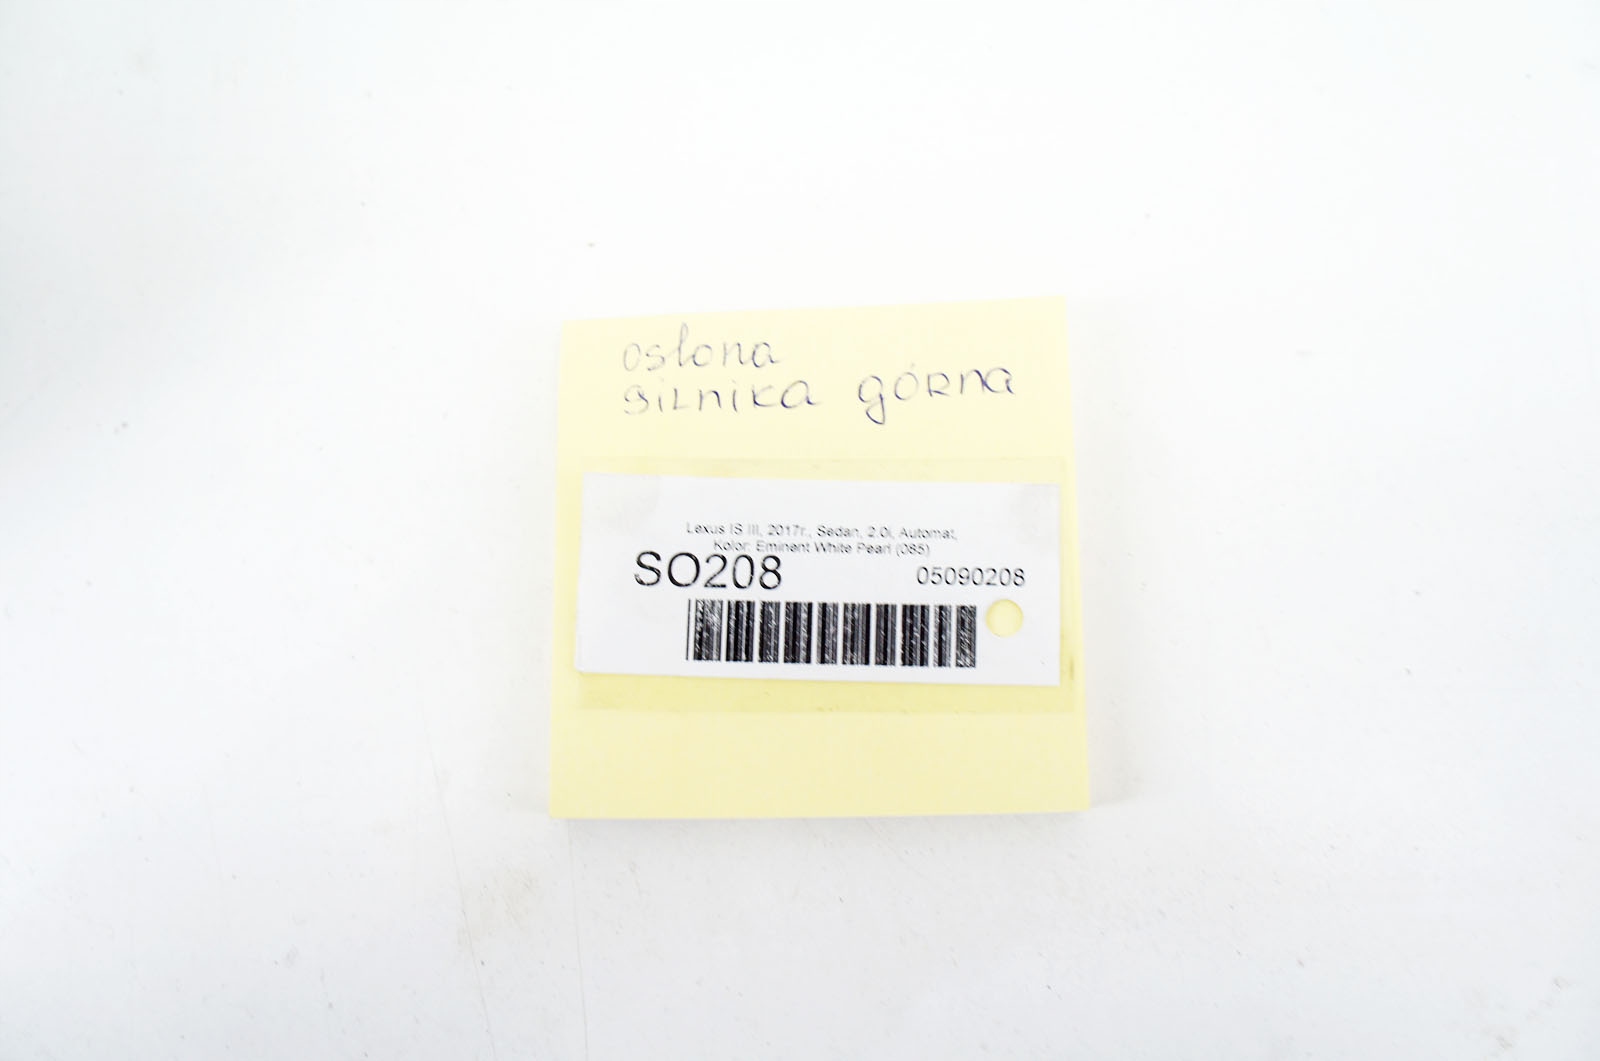 osłona
silnika górna
Lexus IS III, 2017r., Sedan, 2.0i, Automat,
Kolor: Eminent White Pearl (085)
SO208 05090208